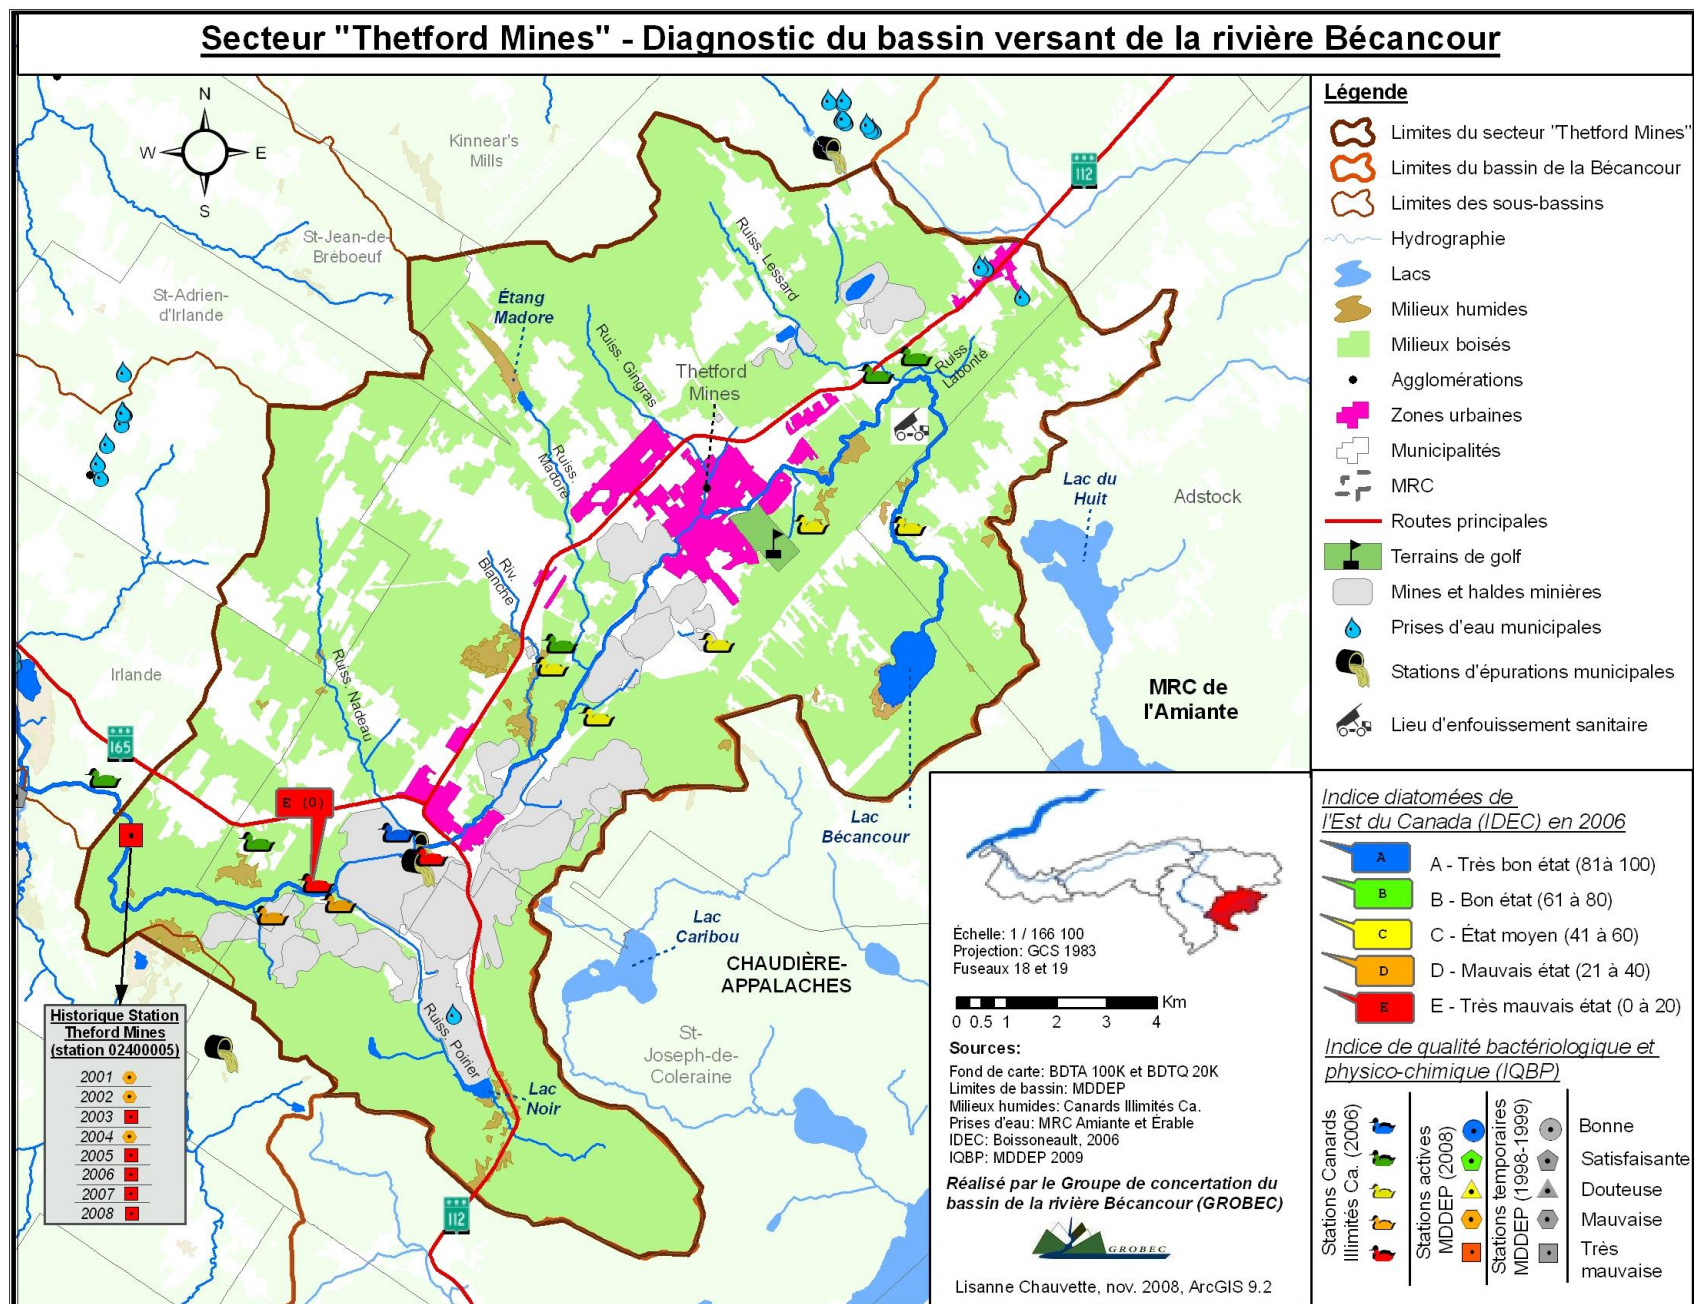 Secteur "Thetford Mines" - Diagnostic du bassin versant de la rivière Bécancour
N
W
E
S
Kinnear's
Mills
St-Jean-de-
Bréboeuf
St-Adrien-
d'Irlande
Étang
Madore
Ruiss. Lessard
112
Ruiss. Gingras
Thetford
Mines
Ruiss.
Labonté
Ruiss.
Madore
Lac du
Huit
Adstock
Riv.
Blanche
Ruiss. Nadeau
Irlande
165
MRC de
l'Amiante
Lac
Bécancour
E (0)
Lac
Caribou
CHAUDIÈRE-
APPALACHES
St-
Joseph-de-
Coleraine
Ruiss. Poirier
Lac
Noir
112
Historique Station
Theford Mines
(station 02400005)
2001
2002
2003
2004
2005
2006
2007
2008
Échelle: 1 / 166 100
Projection: GCS 1983
Fuseaux 18 et 19
Km
0 0.5 1 2 3 4
Sources:
Fond de carte: BDTA 100K et BDTQ 20K
Limites de bassin: MDDEP
Milieux humides: Canards Illimités Ca.
Prises d'eau: MRC Amiante et Érable
IDEC: Boissoneault, 2006
IQBP: MDDEP 2009
Réalisé par le Groupe de concertation du
bassin de la rivière Bécancour (GROBEC)
GROBEC
Lisanne Chauvette, nov. 2008, ArcGIS 9.2
Légende
Limites du secteur "Thetford Mines"
Limites du bassin de la Bécancour
Limites des sous-bassins
Hydrographie
Lacs
Milieux humides
Milieux boisés
Agglomérations
Zones urbaines
Municipalités
MRC
Routes principales
Terrains de golf
Mines et haldes minières
Prises d'eau municipales
Stations d'épurations municipales
Lieu d'enfouissement sanitaire
Indice diatomées de
l'Est du Canada (IDEC) en 2006
A A - Très bon état (81à 100)
B B - Bon état (61 à 80)
C C - État moyen (41 à 60)
D D - Mauvais état (21 à 40)
E E - Très mauvais état (0 à 20)
Indice de qualité bactériologique et
physico-chimique (IQBP)
Stations Canards
Illimités Ca. (2006)
Stations actives
MDDEP (2008)
Stations temporaires
MDDEP (1998-1999)
Bonne
Satisfaisante
Douteuse
Mauvaise
Très
mauvaise